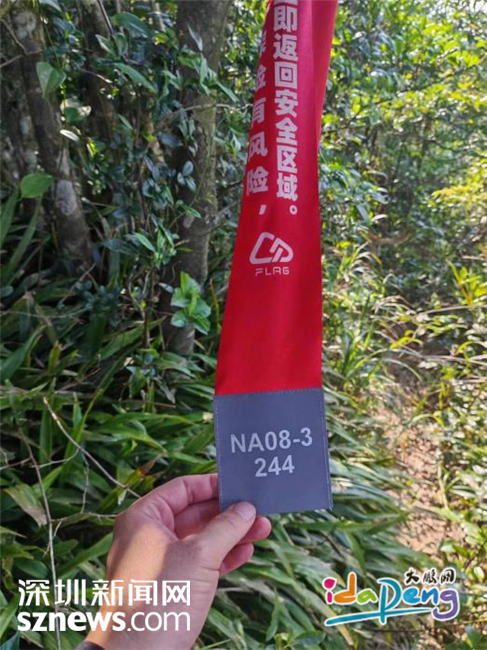 即返回安全区域。
险有风险，
FLAG
NA08-3
244
深圳新闻网
sznews.com
大鹏网
idaPeng